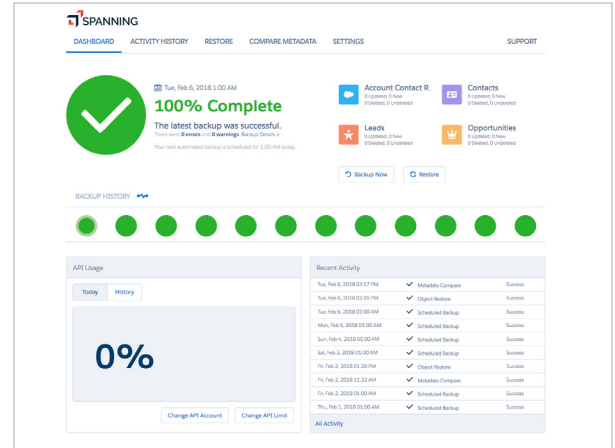 SPANNING
DASHBOARD ACTIVITY HISTORY RESTORE COMPARE METADATA SETTINGS SUPPORT
Tue, Feb 6, 2018 1:00 AM
100% Complete
The latest backup was successful.
There were 0 errors and 0 warnings. Backup Details »
Your next automated backup is scheduled for 1:00 AM today.
Account Contact R
0 Updated, 0 New
0 Deleted, 0 Undeleted
Contacts
0 Updated, 0 New
0 Deleted, 0 Undeleted
Leads
0 Updated, 0 New
0 Deleted, 0 Undeleted
Opportunities
0 Updated, 0 New
0 Deleted, 0 Undeleted
Backup Now Restore
BACKUP HISTORY
API Usage
Today History
0%
Change API Account Change API Limit
Recent Activity
Tue, Feb 6, 2018 03:17 PM Metadata Compare Success
Tue, Feb 6, 2018 02:35 PM Object Restore Success
Tue, Feb 6, 2018 01:00 AM Scheduled Backup Success
Mon, Feb 5, 2018 01:00 AM Scheduled Backup Success
Sun, Feb 4, 2018 01:00 AM Scheduled Backup Success
Sat, Feb 3, 2018 01:00 AM Scheduled Backup Success
Fri, Feb 2, 2018 01:28 PM Object Restore Success
Fri, Feb 2, 2018 11:32 AM Metadata Compare Success
Fri, Feb 2, 2018 01:00 AM Scheduled Backup Success
Thu, Feb 1, 2018 01:00 AM Scheduled Backup Success
All Activity